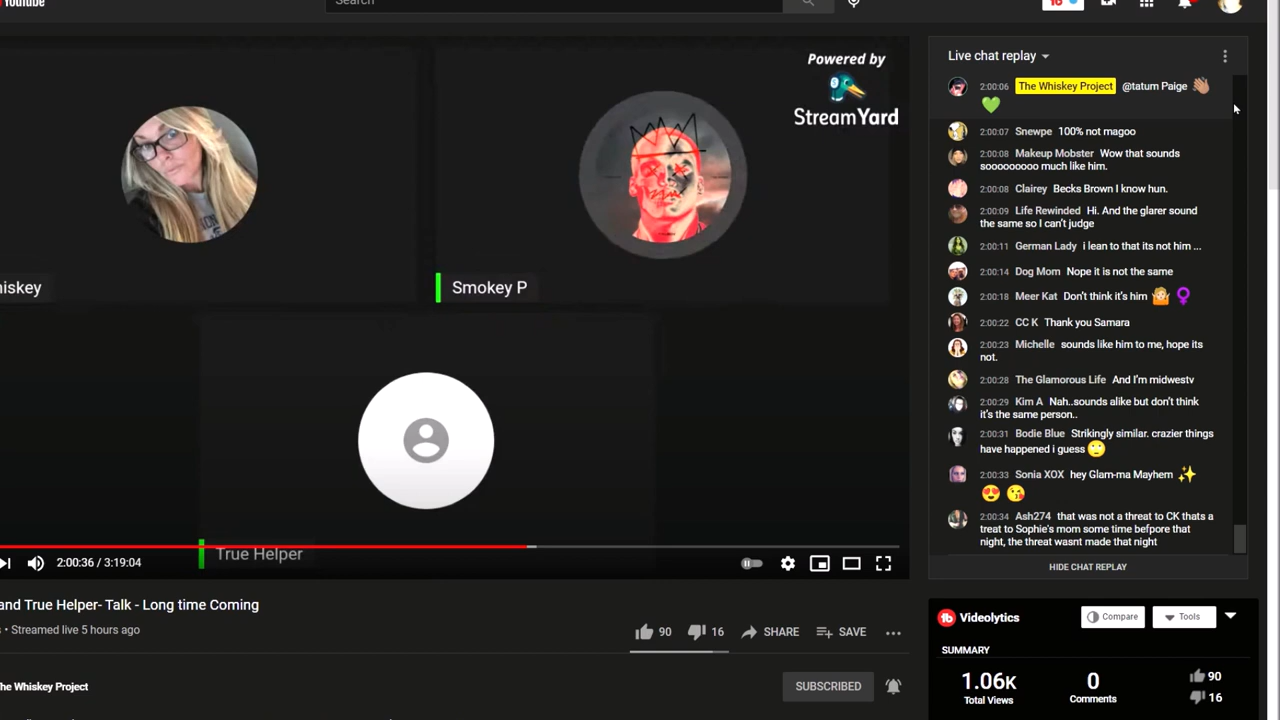 YouTube
Search
Powered by
StreamYard
hiskey
Smokey P
True Helper
2:00:36 / 3:19:04
and True Helper- Talk - Long time Coming
• Streamed live 5 hours ago
90
16
SHARE
SAVE
The Whiskey Project
SUBSCRIBED
Live chat replay
2:00:06 The Whiskey Project @tatum Paige
2:00:07 Snewpe 100% not magoo
2:00:08 Makeup Mobster Wow that sounds
sooooooooo much like him.
2:00:08 Clairey Becks Brown I know hun.
2:00:09 Life Rewinded Hi. And the glarer sound
the same so I can't judge
2:00:11 German Lady i lean to that its not him ...
2:00:14 Dog Mom Nope it is not the same
2:00:18 Meer Kat Don't think it's him
2:00:22 CC K Thank you Samara
2:00:23 Michelle sounds like him to me, hope its
not.
2:00:28 The Glamorous Life And I'm midwestv
2:00:29 Kim A Nah..sounds alike but don't think
it's the same person..
2:00:31 Bodie Blue Strikingly similar. crazier things
have happened i guess
2:00:33 Sonia XOX hey Glam-ma Mayhem
2:00:34 Ash274 that was not a threat to CK thats a
treat to Sophie's mom some time befpore that
night, the threat wasnt made that night
HIDE CHAT REPLAY
Videolytics
Compare
Tools
SUMMARY
1.06K
Total Views
0
Comments
90
16